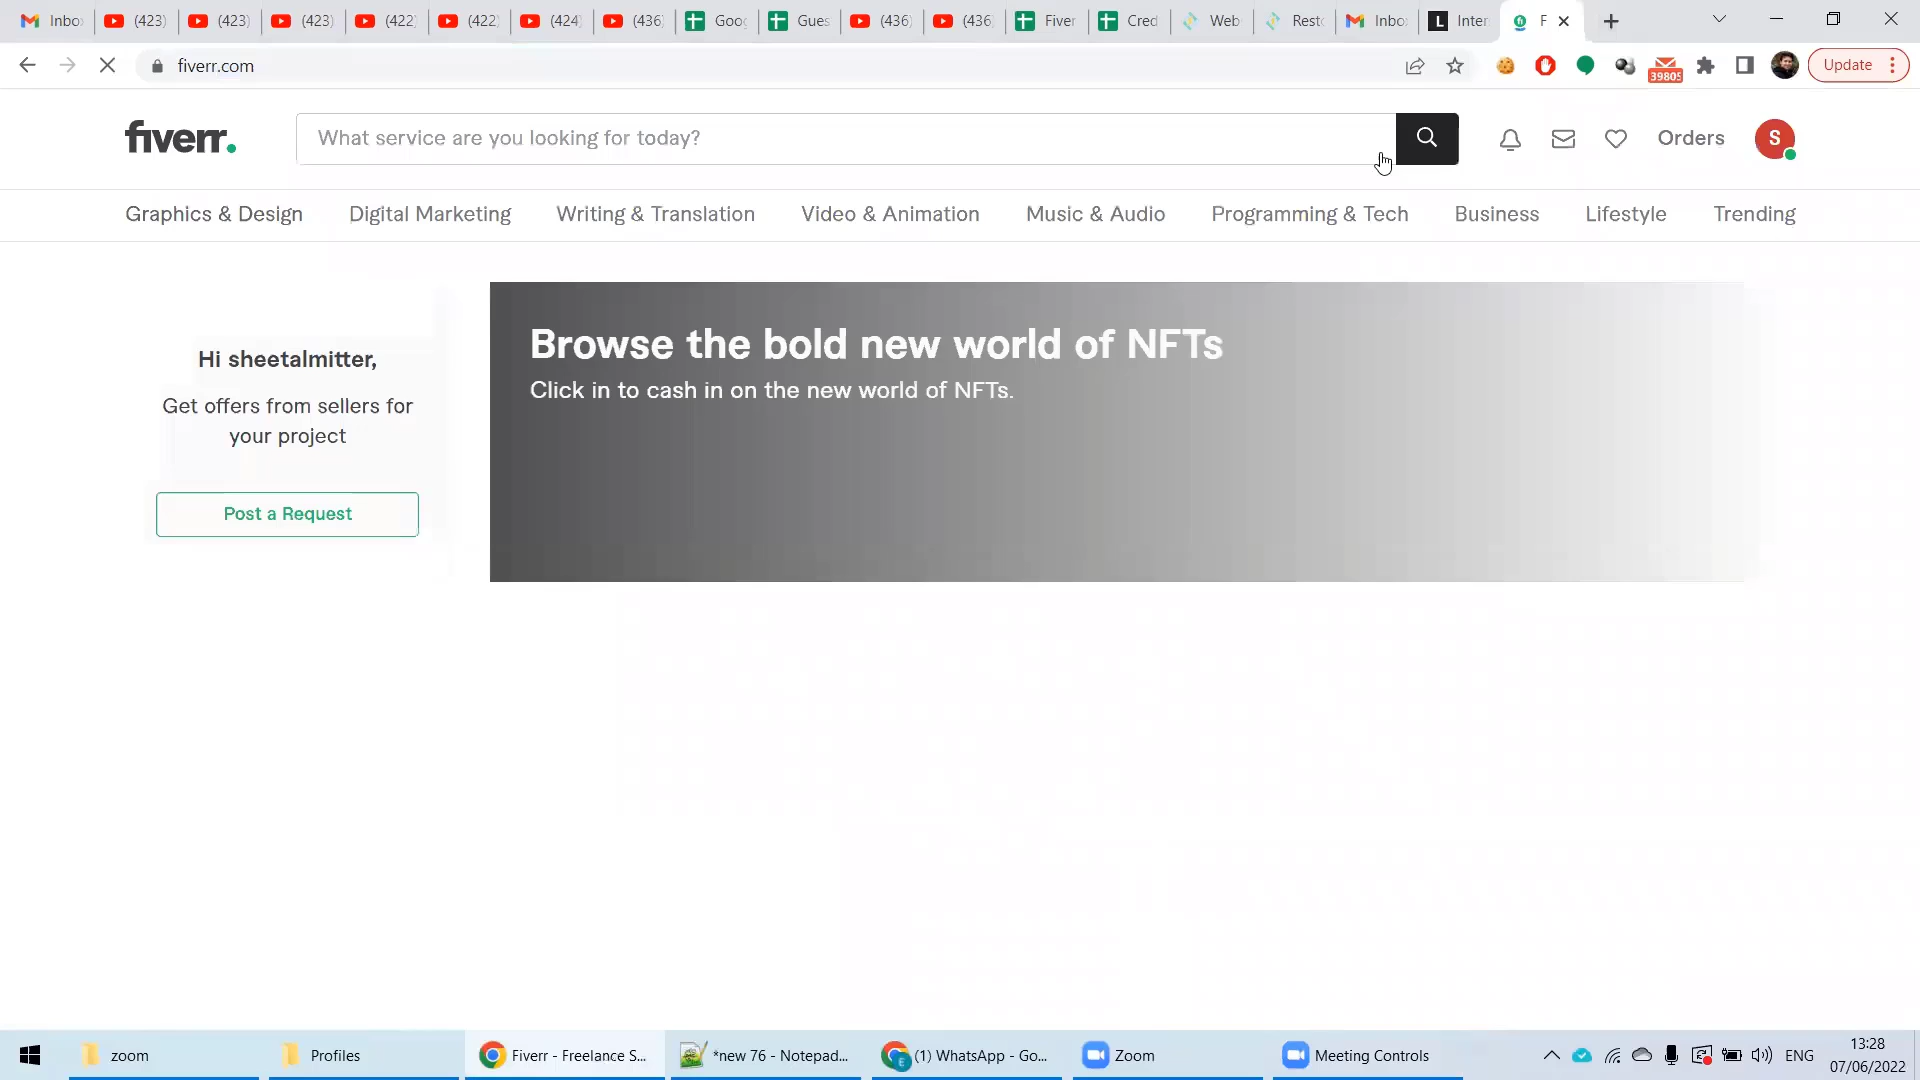 Inbo (423) (423) (423) (422) (422) (424) (436) Goo Gues (436) (436) Fiver Cred Web Resto Inbo Inter F
fiverr.com
39805
Update
fiverr.
What service are you looking for today?
Orders
S
Graphics & Design Digital Marketing Writing & Translation Video & Animation Music & Audio Programming & Tech Business Lifestyle Trending
Hi sheetalmitter,
Get offers from sellers for
your project
Post a Request
Browse the bold new world of NFTs
Click in to cash in on the new world of NFTs.
zoom Profiles Fiverr - Freelance S... *new 76 - Notepad... (1) WhatsApp - Go... Zoom Meeting Controls ENG
13:28
07/06/2022